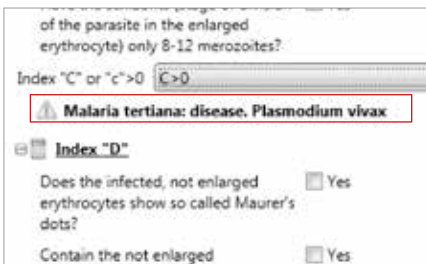 of the parasite in the enlarged
erythrocyte) only 8-12 merozoites?
Index "C" or "c">0 C>0
Malaria tertiana: disease. Plasmodium vivax
Index "D"
Does the infected, not enlarged Yes
erythrocytes show so called Maurer's
dots?
Contain the not enlarged Yes